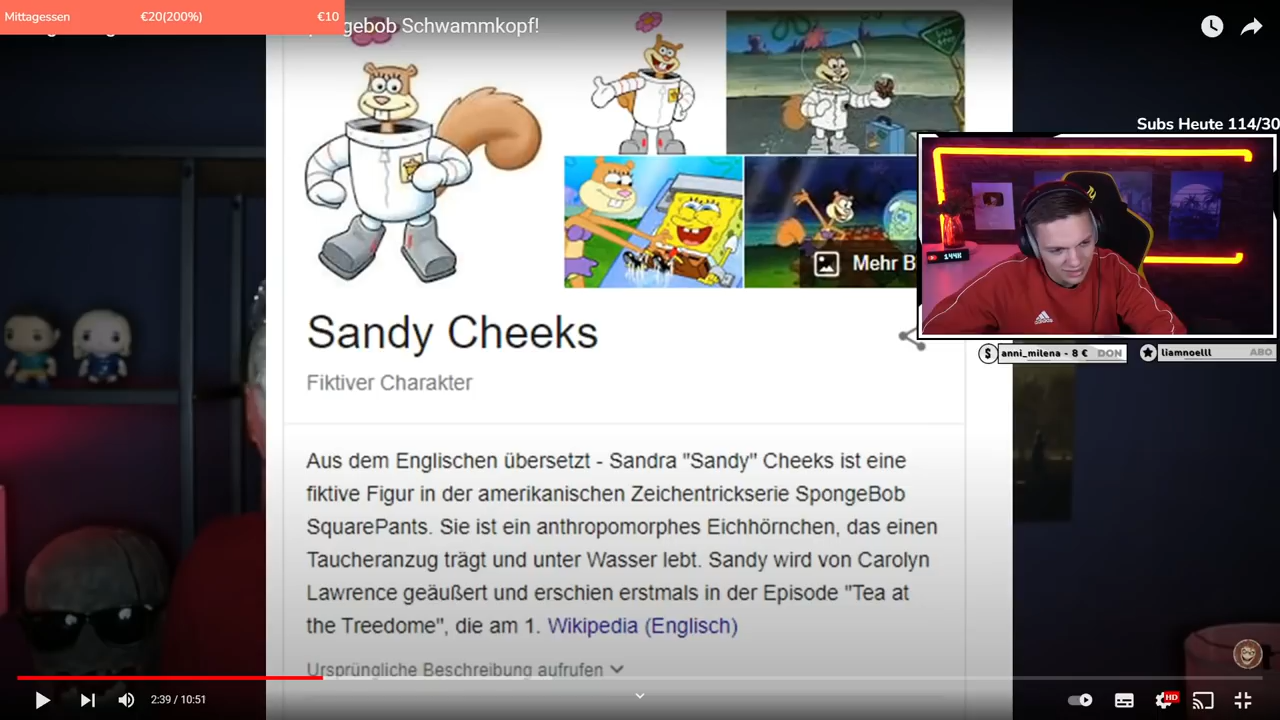 Mittagessen €20(200%) €10
gebob Schwammkopf!
Subs Heute 114/30
144K
Mehr B
anni_milena - 8 € DON
liamnoelll ABO
Sandy Cheeks
Fiktiver Charakter
Aus dem Englischen übersetzt - Sandra "Sandy" Cheeks ist eine
fiktive Figur in der amerikanischen Zeichentrickserie SpongeBob
SquarePants. Sie ist ein anthropomorphes Eichhörnchen, das einen
Taucheranzug trägt und unter Wasser lebt. Sandy wird von Carolyn
Lawrence geäußert und erschien erstmals in der Episode "Tea at
the Treedome", die am 1. Wikipedia (Englisch)
Ursprüngliche Beschreibung aufrufen
2:39 / 10:51
HD